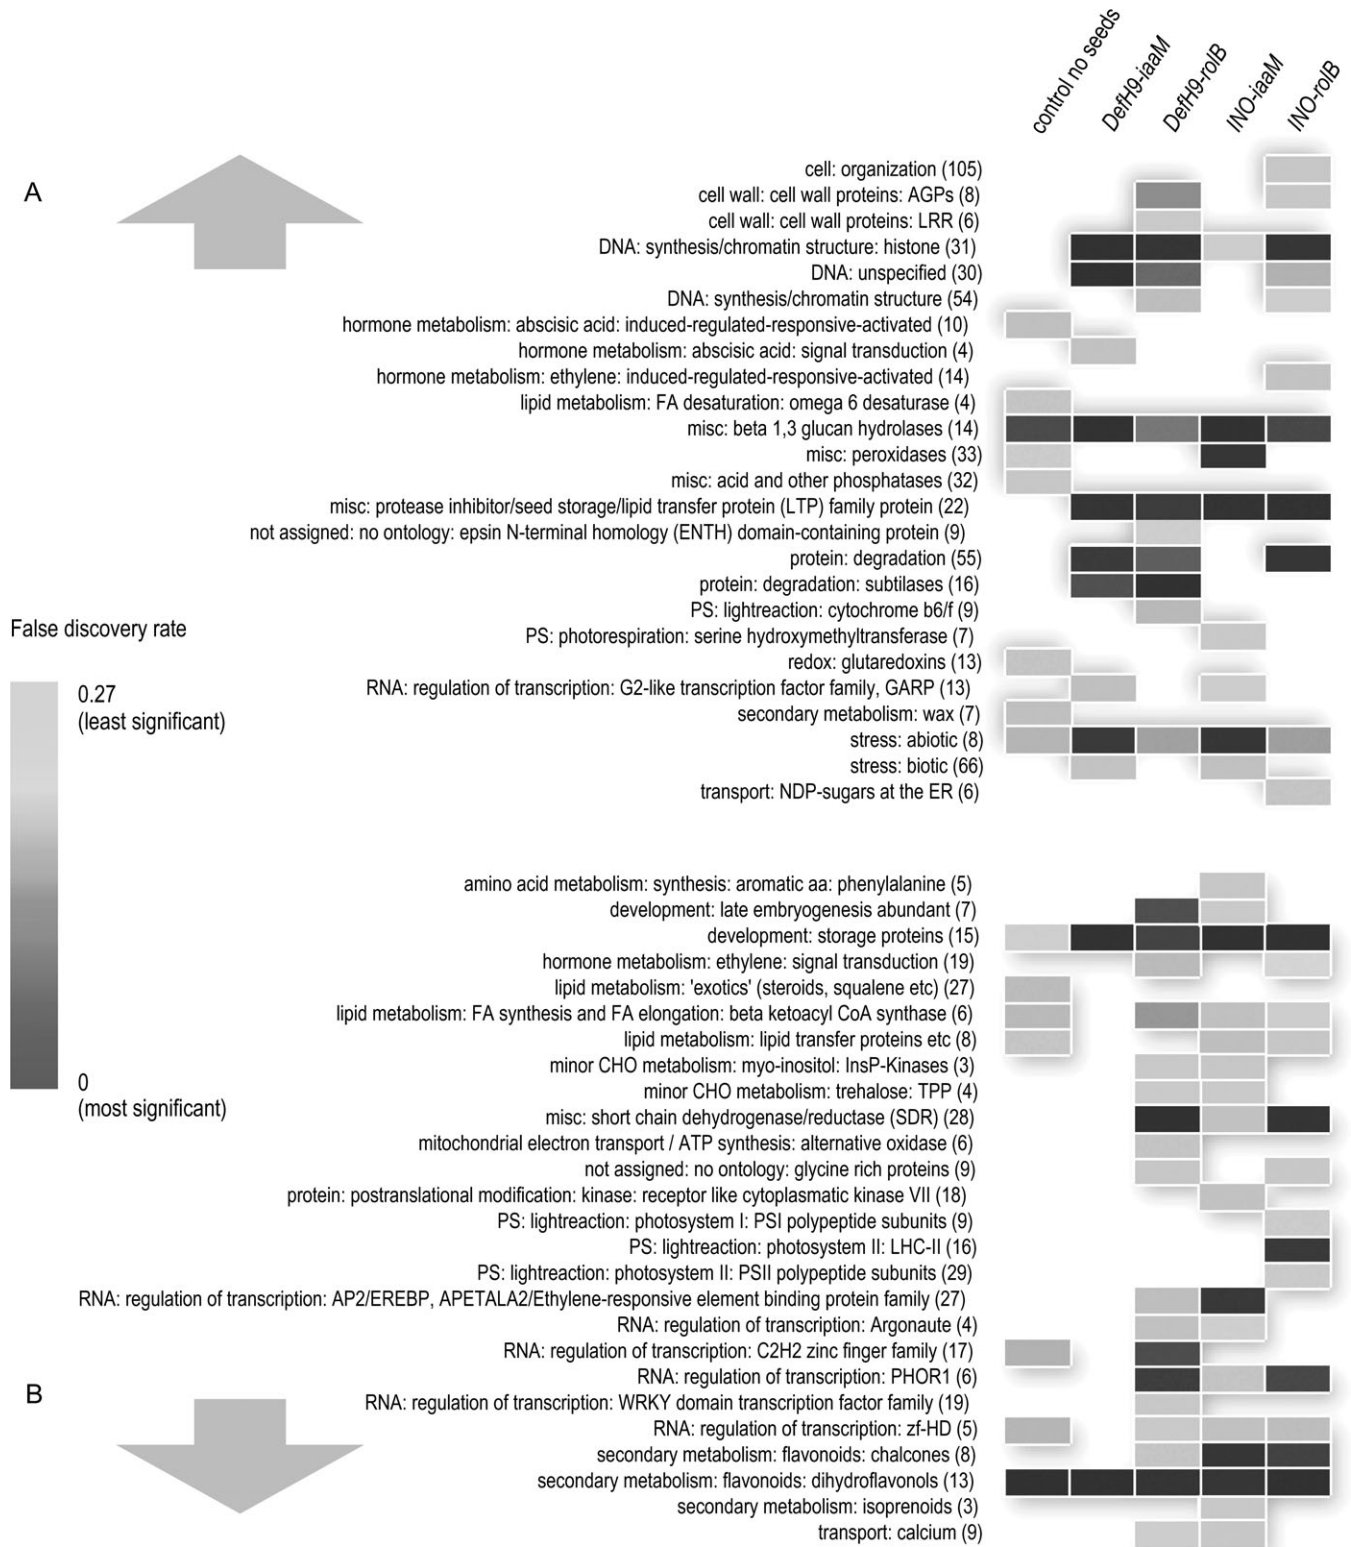 control no seeds
DefH9-iaaM
DefH9-rolB
INO-iaaM
INO-rolB
A
cell: organization (105)
cell wall: cell wall proteins: AGPs (8)
cell wall: cell wall proteins: LRR (6)
DNA: synthesis/chromatin structure: histone (31)
DNA: unspecified (30)
DNA: synthesis/chromatin structure (54)
hormone metabolism: abscisic acid: induced-regulated-responsive-activated (10)
hormone metabolism: abscisic acid: signal transduction (4)
hormone metabolism: ethylene: induced-regulated-responsive-activated (14)
lipid metabolism: FA desaturation: omega 6 desaturase (4)
misc: beta 1,3 glucan hydrolases (14)
misc: peroxidases (33)
misc: acid and other phosphatases (32)
misc: protease inhibitor/seed storage/lipid transfer protein (LTP) family protein (22)
not assigned: no ontology: epsin N-terminal homology (ENTH) domain-containing protein (9)
protein: degradation (55)
protein: degradation: subtilases (16)
PS: lightreaction: cytochrome b6/f (9)
PS: photorespiration: serine hydroxymethyltransferase (7)
redox: glutaredoxins (13)
RNA: regulation of transcription: G2-like transcription factor family, GARP (13)
secondary metabolism: wax (7)
stress: abiotic (8)
stress: biotic (66)
transport: NDP-sugars at the ER (6)
False discovery rate
0.27
(least significant)
0
(most significant)
amino acid metabolism: synthesis: aromatic aa: phenylalanine (5)
development: late embryogenesis abundant (7)
development: storage proteins (15)
hormone metabolism: ethylene: signal transduction (19)
lipid metabolism: 'exotics' (steroids, squalene etc) (27)
lipid metabolism: FA synthesis and FA elongation: beta ketoacyl CoA synthase (6)
lipid metabolism: lipid transfer proteins etc (8)
minor CHO metabolism: myo-inositol: InsP-Kinases (3)
minor CHO metabolism: trehalose: TPP (4)
misc: short chain dehydrogenase/reductase (SDR) (28)
mitochondrial electron transport / ATP synthesis: alternative oxidase (6)
not assigned: no ontology: glycine rich proteins (9)
protein: postranslational modification: kinase: receptor like cytoplasmatic kinase VII (18)
PS: lightreaction: photosystem I: PSI polypeptide subunits (9)
PS: lightreaction: photosystem II: LHC-II (16)
PS: lightreaction: photosystem II: PSII polypeptide subunits (29)
RNA: regulation of transcription: AP2/EREBP, APETALA2/Ethylene-responsive element binding protein family (27)
RNA: regulation of transcription: Argonaute (4)
RNA: regulation of transcription: C2H2 zinc finger family (17)
RNA: regulation of transcription: PHOR1 (6)
B
RNA: regulation of transcription: WRKY domain transcription factor family (19)
RNA: regulation of transcription: zf-HD (5)
secondary metabolism: flavonoids: chalcones (8)
secondary metabolism: flavonoids: dihydroflavonols (13)
secondary metabolism: isoprenoids (3)
transport: calcium (9)